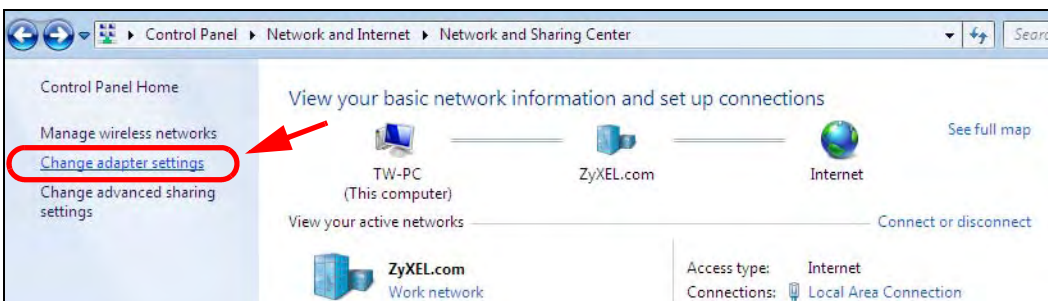 Control Panel ▸ Network and Internet ▸ Network and Sharing Center
Control Panel Home
Manage wireless networks
Change adapter settings
Change advanced sharing
settings
View your basic network information and set up connections
See full map
TW-PC
(This computer)
ZyXEL.com
Internet
View your active networks
Connect or disconnect
ZyXEL.com
Work network
Access type: Internet
Connections: Local Area Connection